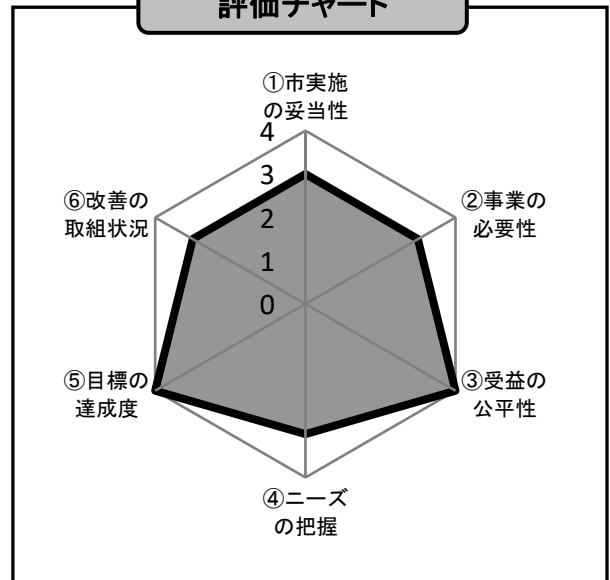 評価チャート
①市実施
の妥当性
4
3
2
1
0
②事業の
必要性
③受益の
公平性
④ニーズ
の把握
⑤目標の
達成度
⑥改善の
取組状況